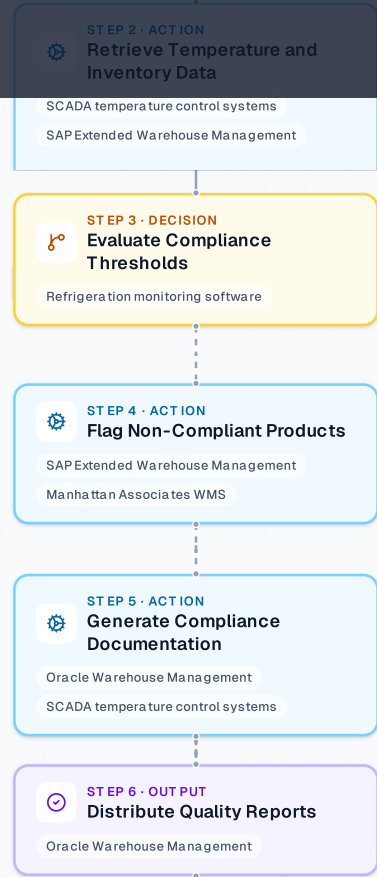 STEP 2 · ACTION
Retrieve Temperature and
Inventory Data
SCADA temperature control systems
SAP Extended Warehouse Management
STEP 3 · DECISION
Evaluate Compliance
Thresholds
Refrigeration monitoring software
STEP 4 · ACTION
Flag Non-Compliant Products
SAP Extended Warehouse Management
Manhattan Associates WMS
STEP 5 · ACTION
Generate Compliance
Documentation
Oracle Warehouse Management
SCADA temperature control systems
STEP 6 · OUTPUT
Distribute Quality Reports
Oracle Warehouse Management